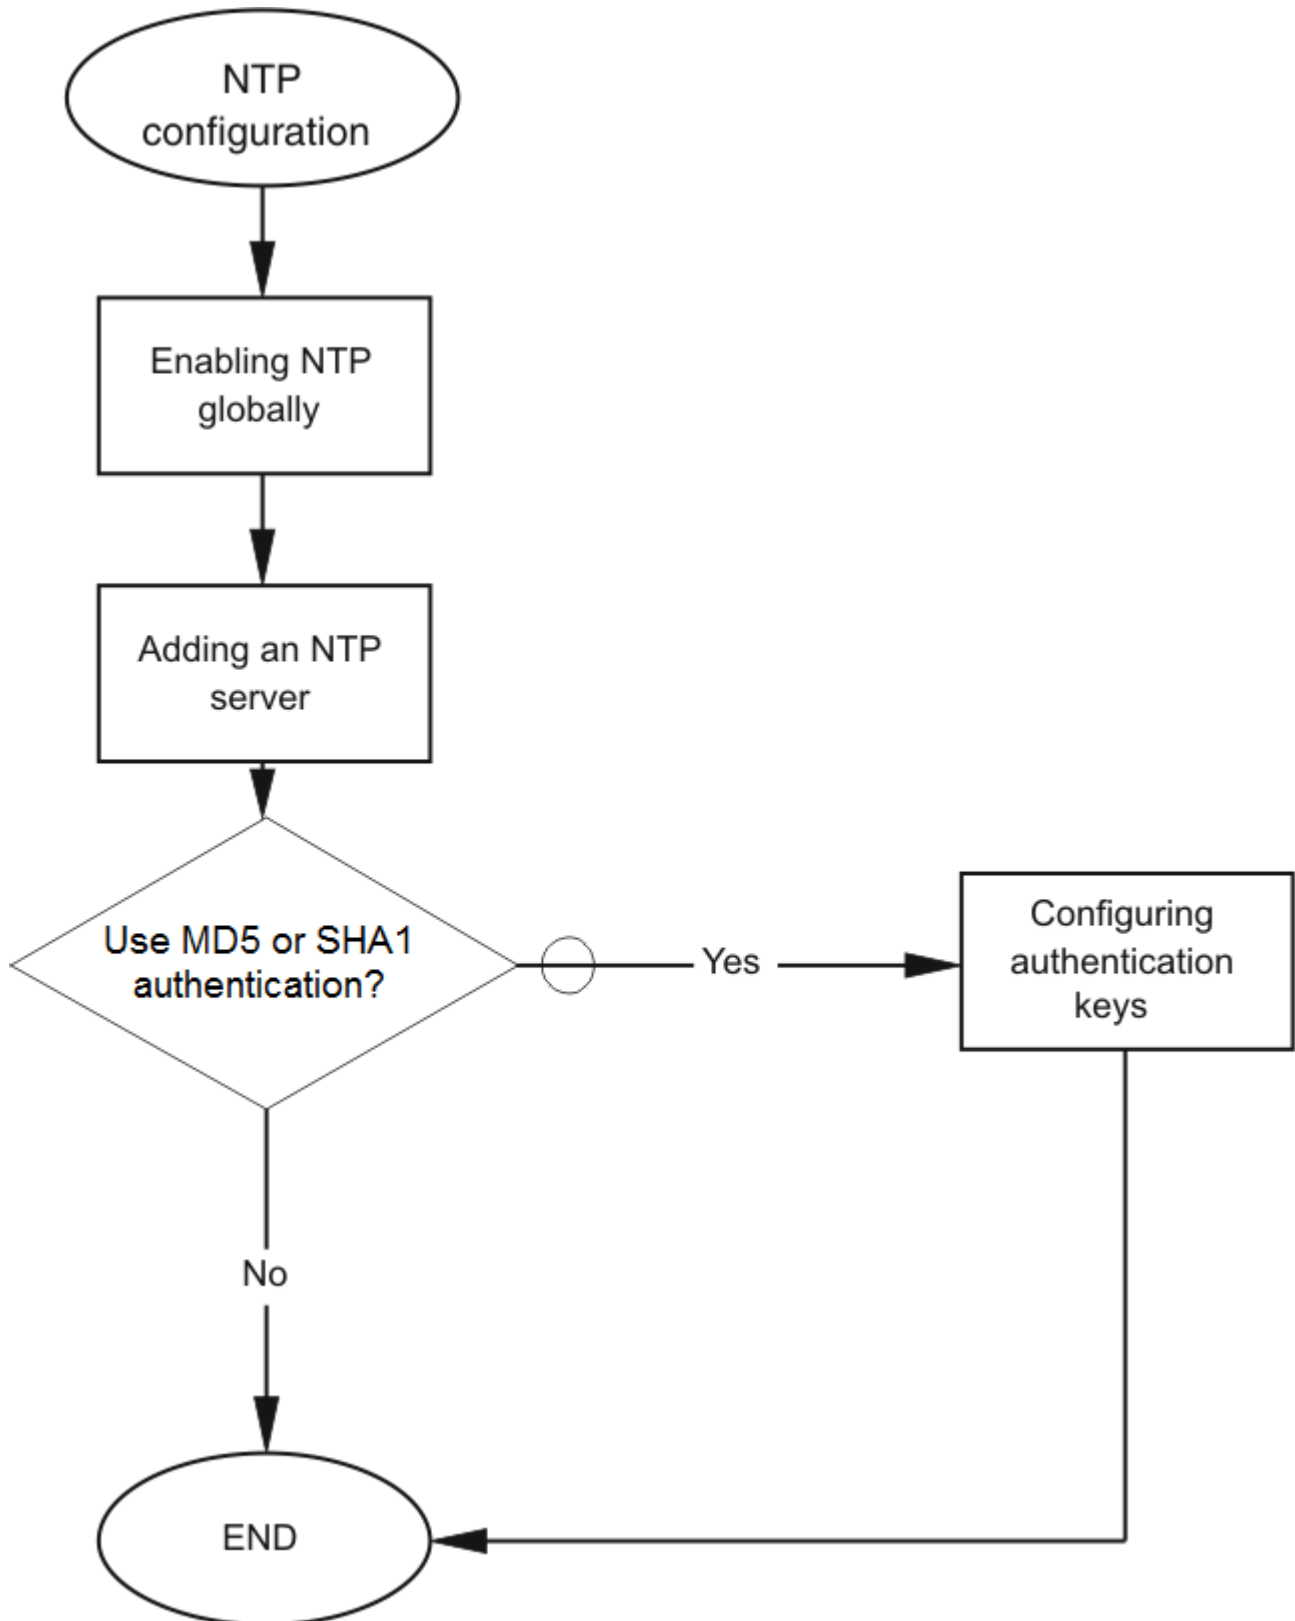 NTP
configuration
Enabling NTP
globally
Adding an NTP
server
Use MD5 or SHA1
authentication?
Yes
Configuring
authentication
keys
No
END